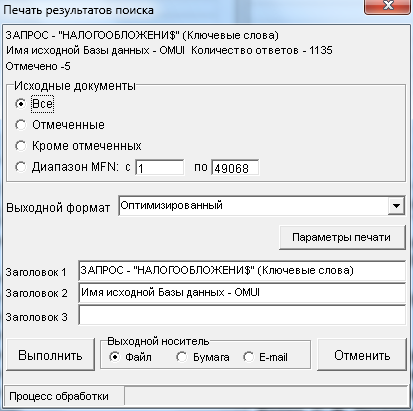 Печать результатов поиска
ЗАПРОС - "НАЛОГООБЛОЖЕНИ$" (Ключевые слова)
Имя исходной Базы данных - OMUI Количество ответов - 1135
Отмечено -5
Исходные документы
Все
Отмеченные
Кроме отмеченных
Диапазон MFN: с 1 по 49068
Выходной формат Оптимизированный
Параметры печати
Заголовок 1 ЗАПРОС - "НАЛОГООБЛОЖЕНИ$" (Ключевые слова)
Заголовок 2 Имя исходной Базы данных - OMUI
Заголовок 3
Выходной носитель
Выполнить Файл Бумага E-mail Отменить
Процесс обработки